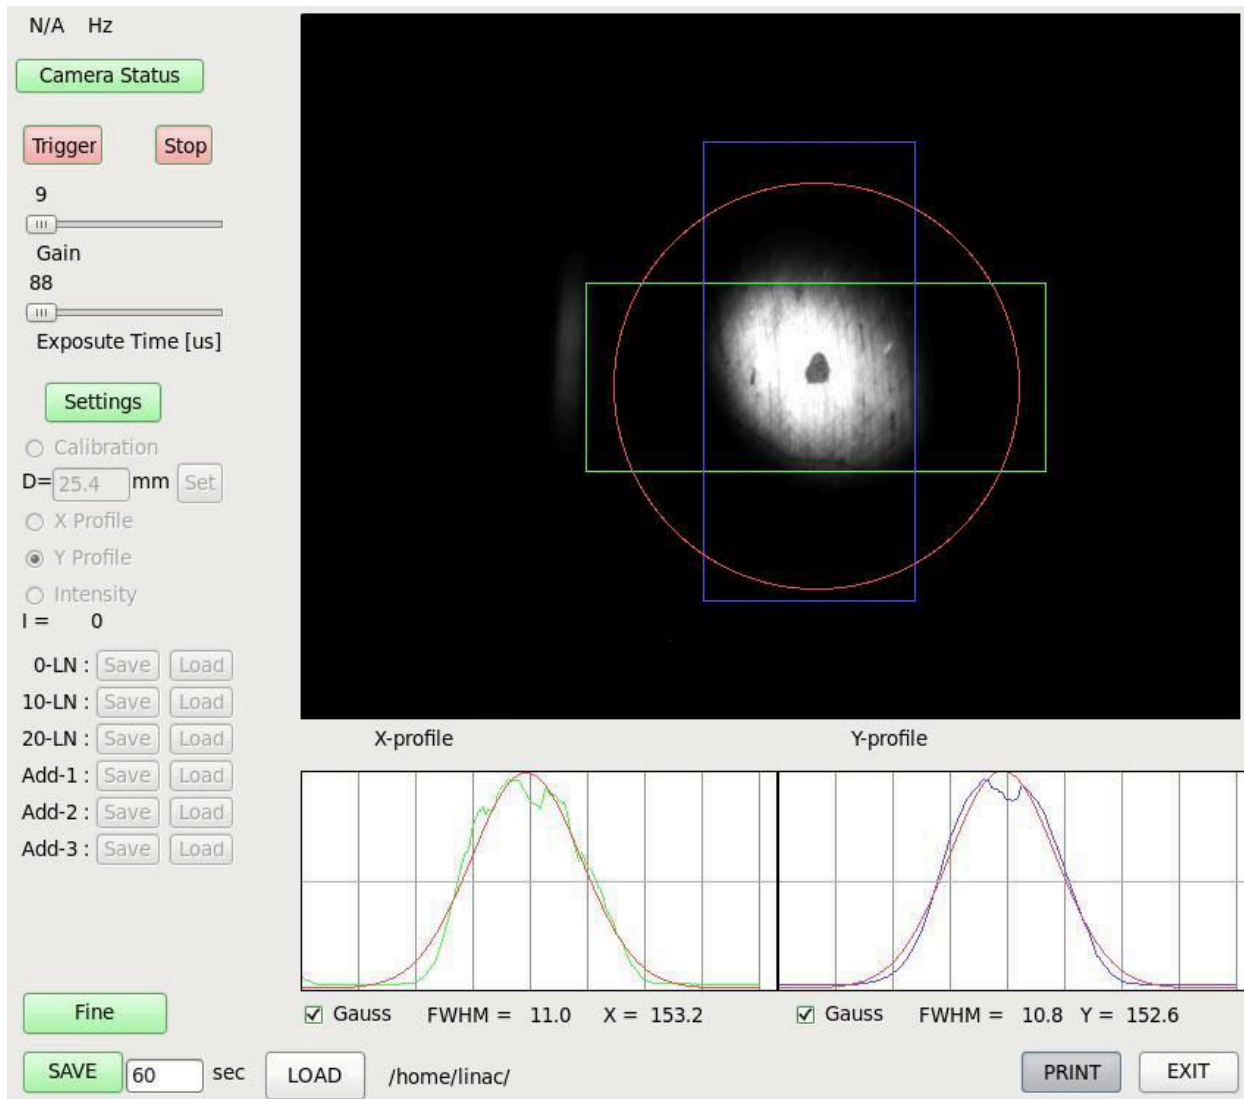 N/A Hz
Camera Status
Trigger Stop
9
Gain
88
Exposute Time [us]
Settings
Calibration
D= 25.4 mm Set
X Profile
Y Profile
Intensity
I = 0
0-LN : Save Load
10-LN : Save Load
20-LN : Save Load
Add-1 : Save Load
Add-2 : Save Load
Add-3 : Save Load
X-profile Y-profile
Fine
Gauss FWHM = 11.0 X = 153.2 Gauss FWHM = 10.8 Y = 152.6
SAVE 60 sec LOAD /home/linac/ PRINT EXIT